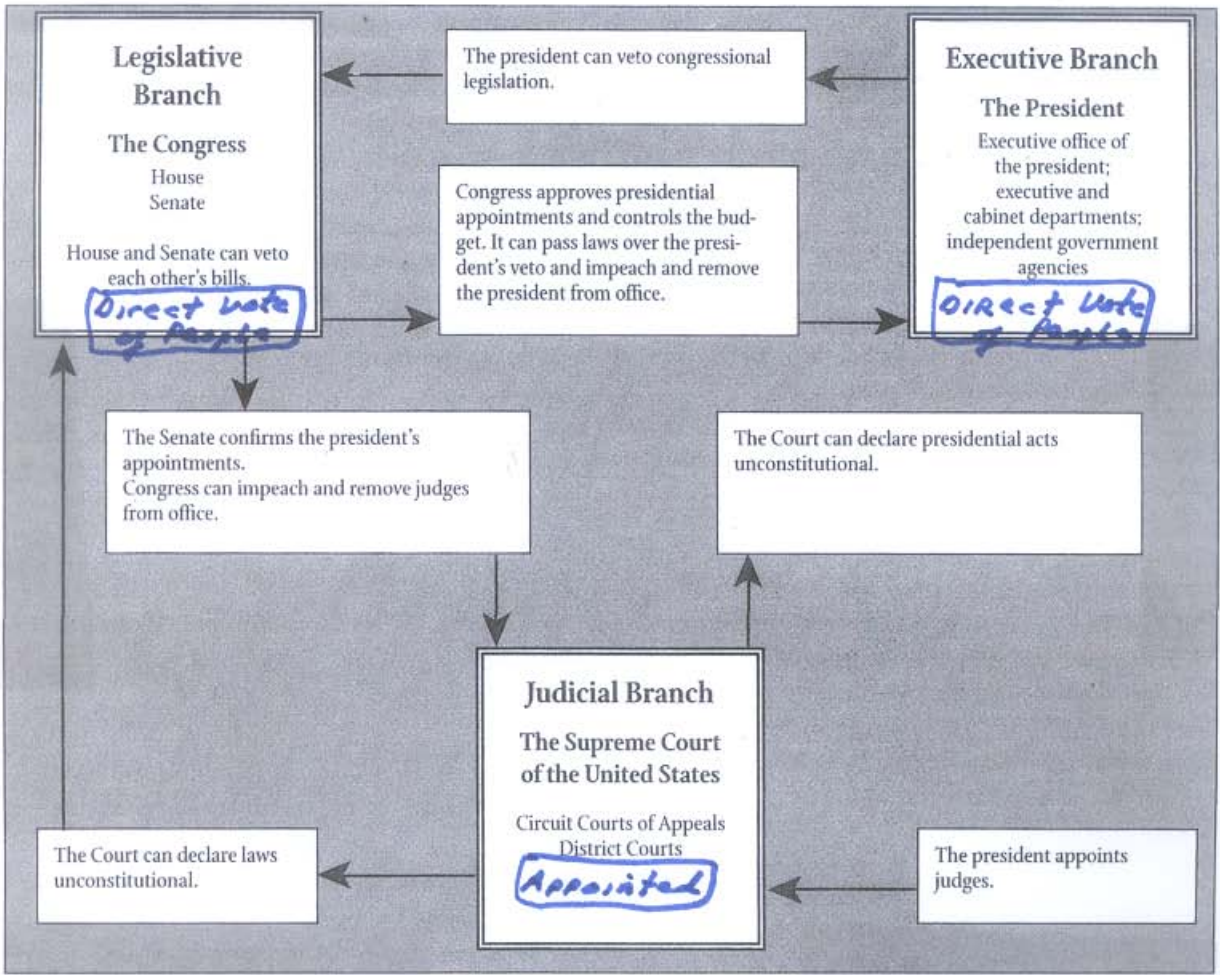 Legislative
Branch
The Congress
House
Senate
House and Senate can veto
each other's bills.
Direct Vote
of People
The president can veto congressional
legislation.
Executive Branch
The President
Executive office of
the president;
executive and
cabinet departments;
independent government
agencies
DIRect Vote
of People
Congress approves presidential
appointments and controls the bud-
get. It can pass laws over the presi-
dent's veto and impeach and remove
the president from office.
The Senate confirms the president's
appointments.
Congress can impeach and remove judges
from office.
The Court can declare presidential acts
unconstitutional.
Judicial Branch
The Supreme Court
of the United States
Circuit Courts of Appeals
District Courts
Appointed
The Court can declare laws
unconstitutional.
The president appoints
judges.